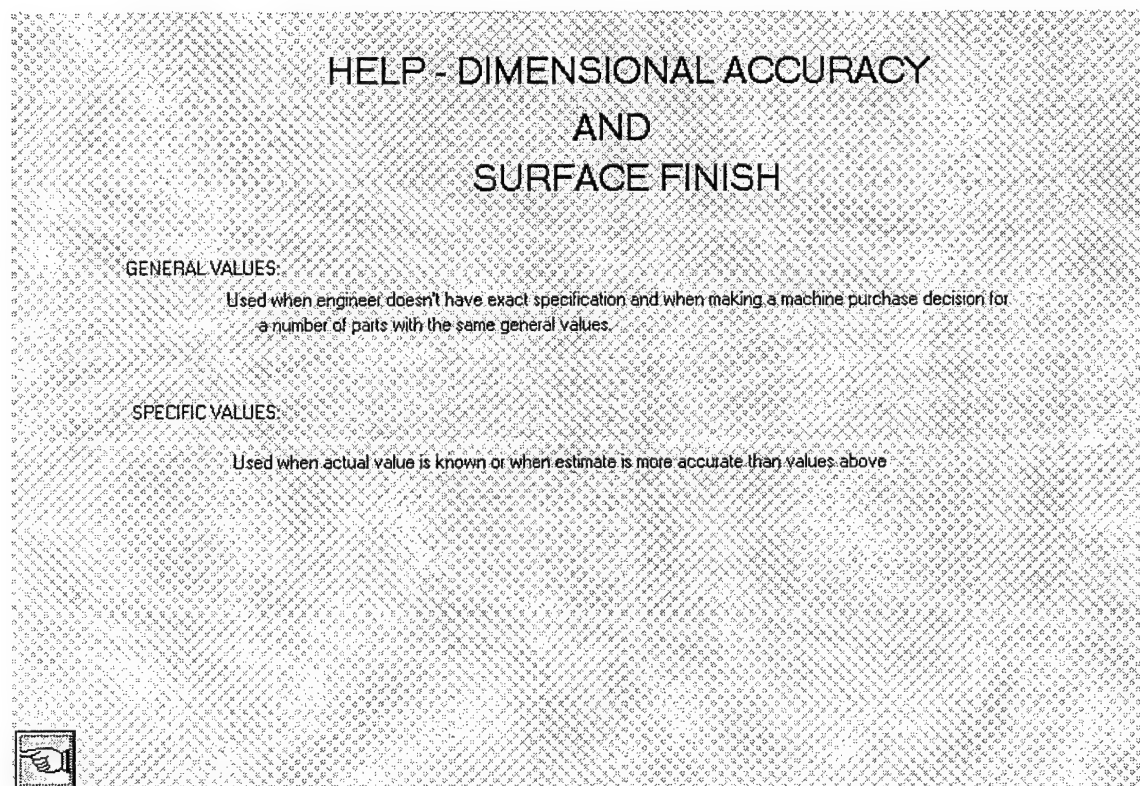 HELP - DIMENSIONAL ACCURACY
AND
SURFACE FINISH
GENERAL VALUES:
Used when engineer doesn't have exact specification and when making a machine purchase decision for
a number of parts with the same general values.
SPECIFIC VALUES:
Used when actual value is known or when estimate is more accurate than values above